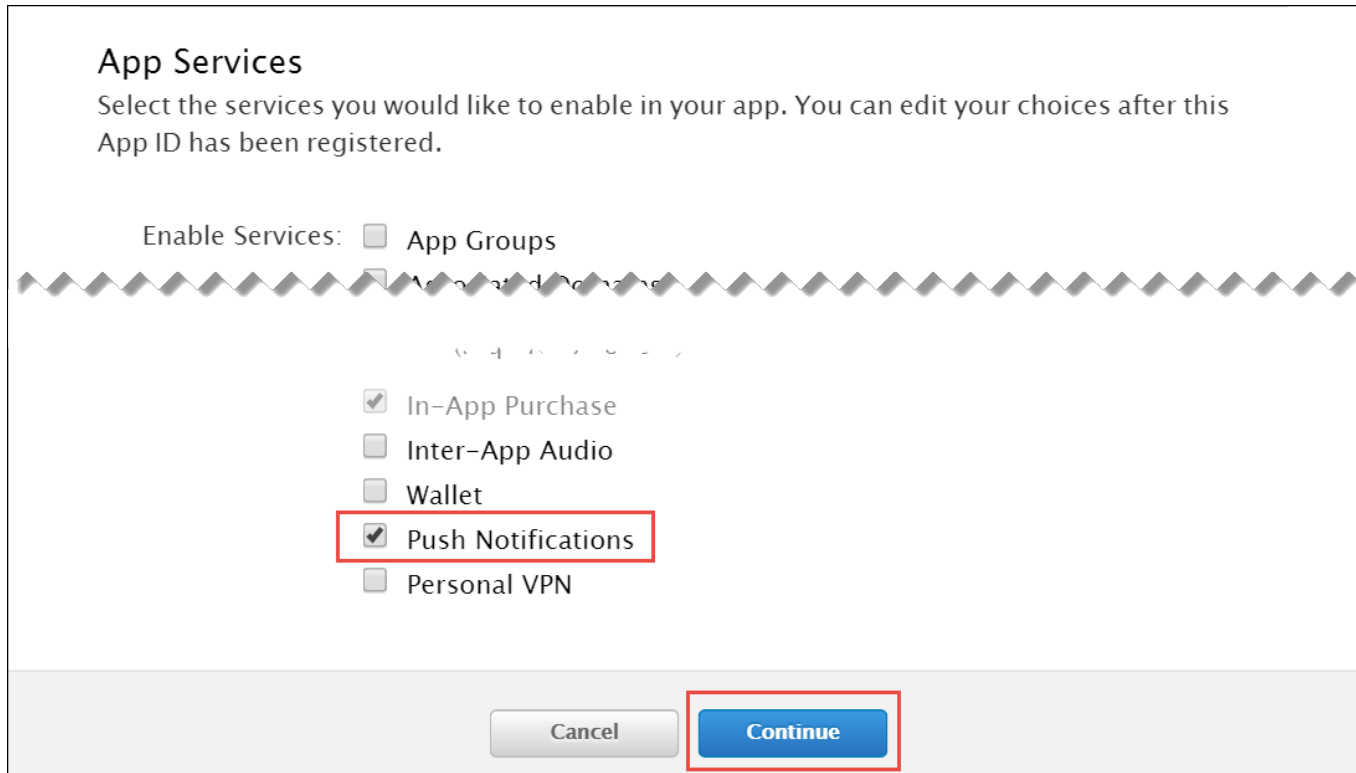 App Services
Select the services you would like to enable in your app. You can edit your choices after this
App ID has been registered.
Enable Services:
App Groups
In-App Purchase
Inter-App Audio
Wallet
Push Notifications
Personal VPN
Cancel
Continue